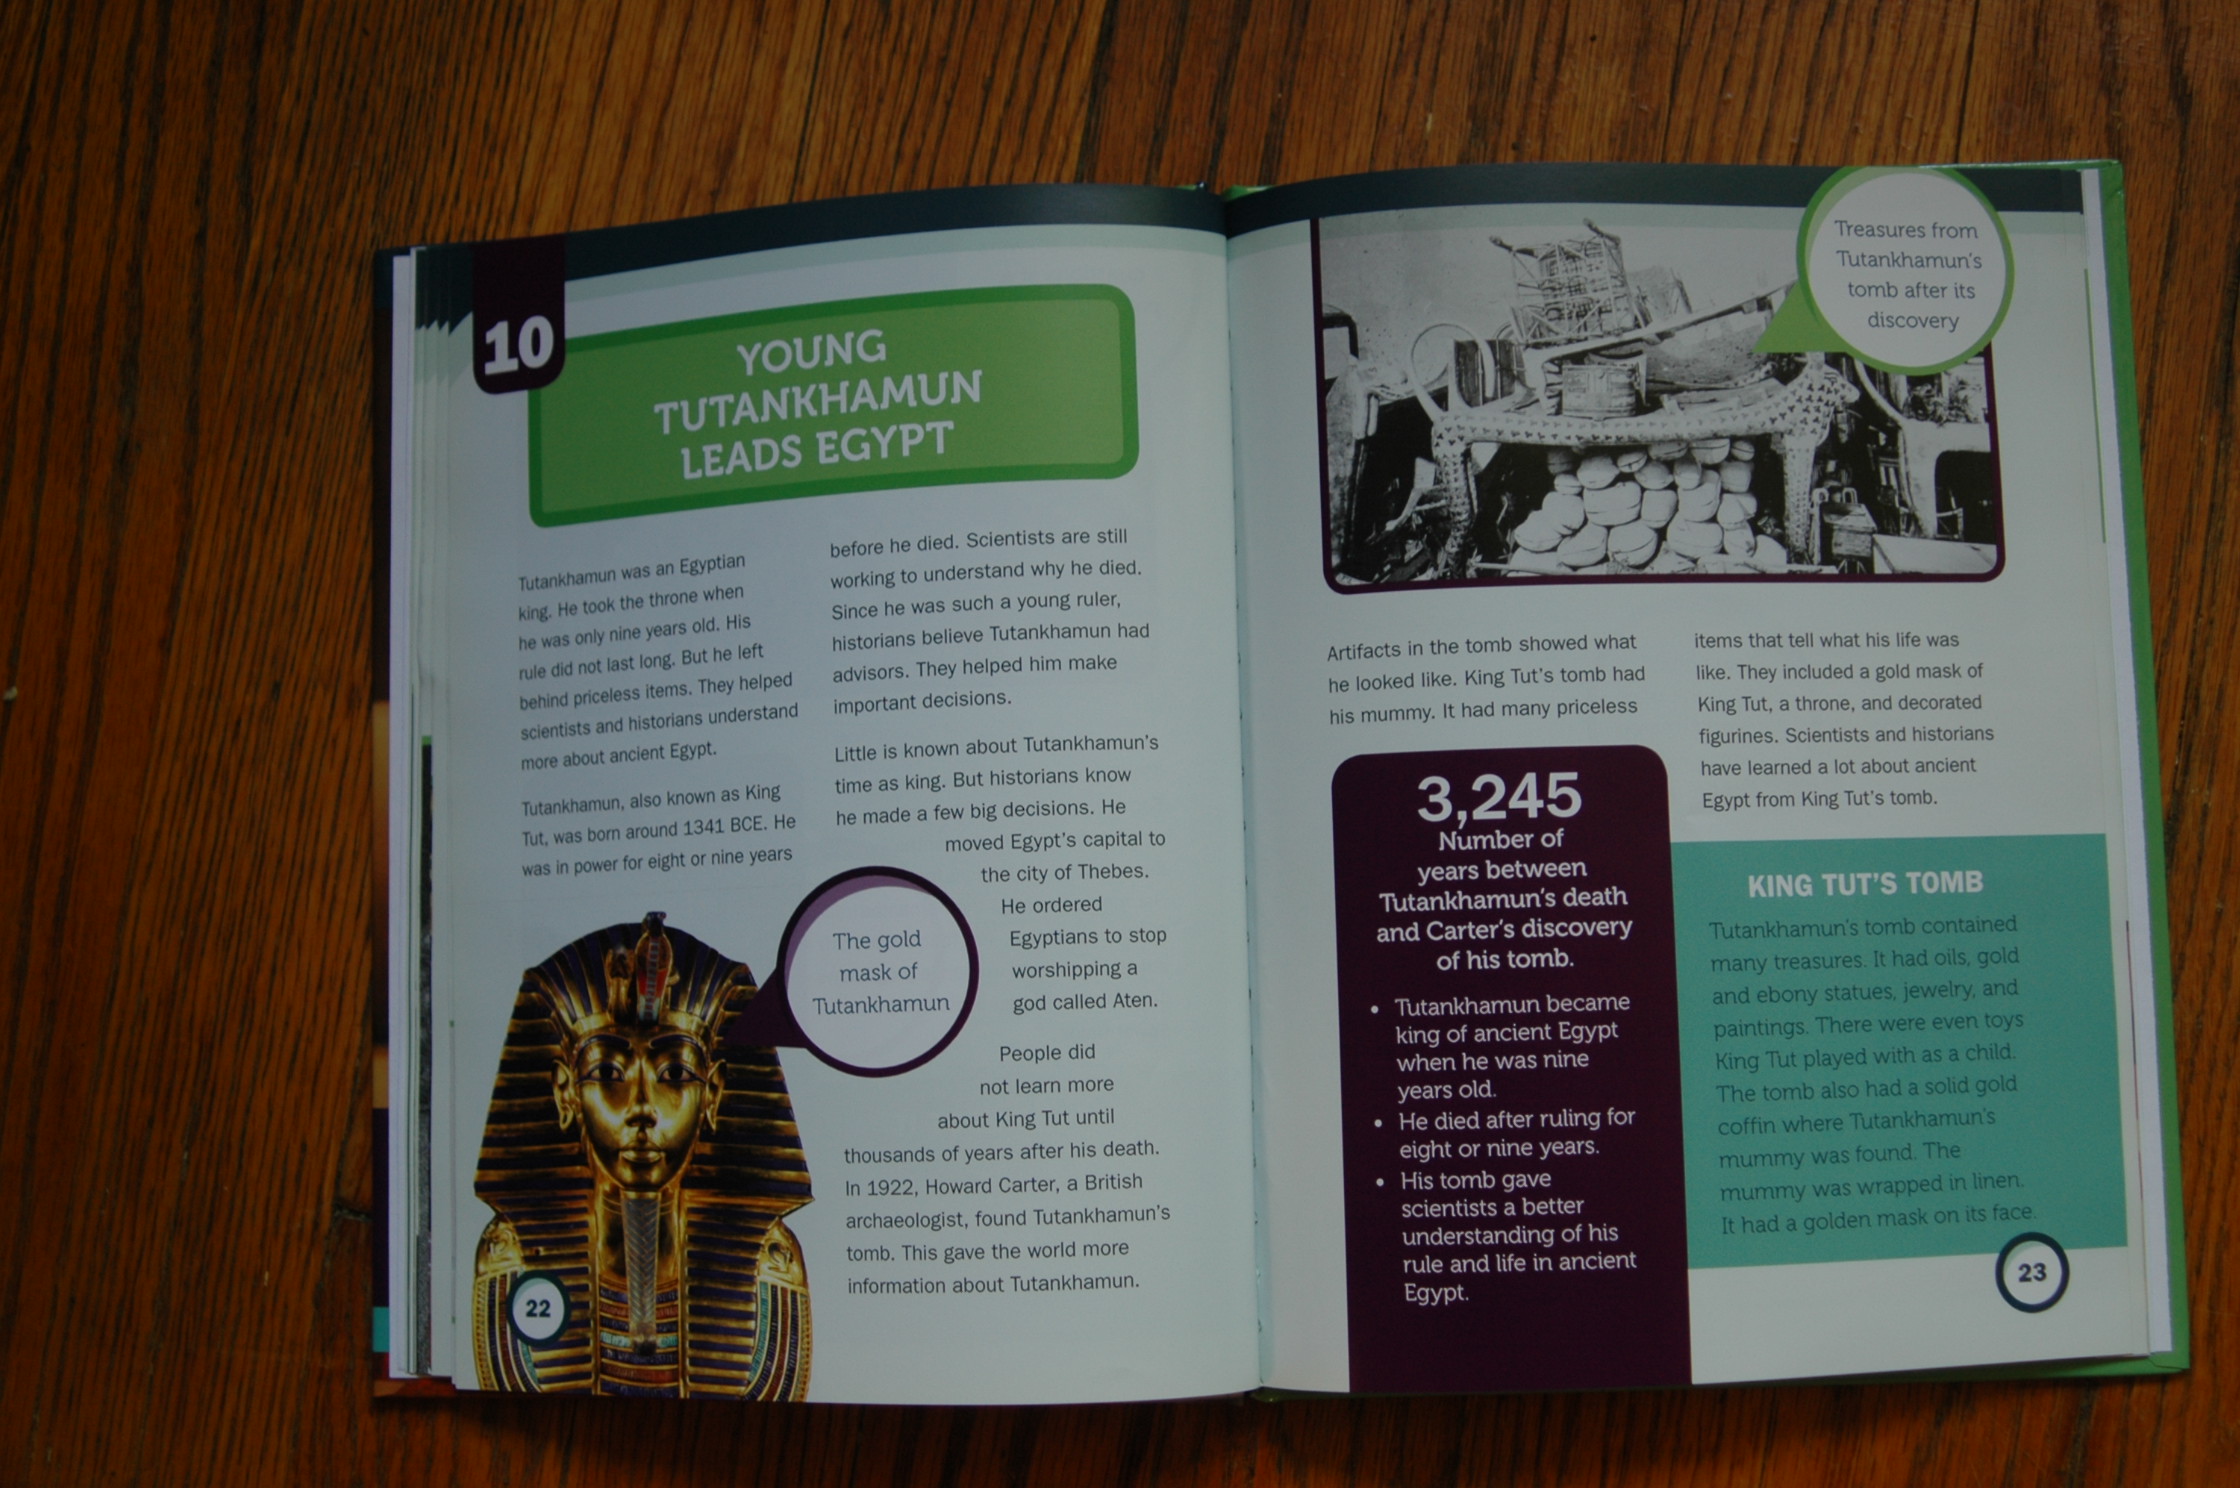 10
YOUNG
TUTANKHAMUN
LEADS EGYPT
Tutankhamun was an Egyptian
king. He took the throne when
he was only nine years old. His
rule did not last long. But he left
behind priceless items. They helped
scientists and historians understand
more about ancient Egypt.
Tutankhamun, also known as King
Tut, was born around 1341 BCE. He
was in power for eight or nine years
before he died. Scientists are still
working to understand why he died.
Since he was such a young ruler,
historians believe Tutankhamun had
advisors. They helped him make
important decisions.
Little is known about Tutankhamun's
time as king. But historians know
he made a few big decisions. He
moved Egypt's capital to
the city of Thebes.
He ordered
Egyptians to stop
worshipping a
god called Aten.
People did
not learn more
about King Tut until
thousands of years after his death.
In 1922, Howard Carter, a British
archaeologist, found Tutankhamun's
tomb. This gave the world more
information about Tutankhamun.
The gold
mask of
Tutankhamun
22
Treasures from
Tutankhamun's
tomb after its
discovery
Artifacts in the tomb showed what
he looked like. King Tut's tomb had
his mummy. It had many priceless
items that tell what his life was
like. They included a gold mask of
King Tut, a throne, and decorated
figurines. Scientists and historians
have learned a lot about ancient
Egypt from King Tut's tomb.
3,245
Number of
years between
Tutankhamun's death
and Carter's discovery
of his tomb.
• Tutankhamun became
king of ancient Egypt
when he was nine
years old.
• He died after ruling for
eight or nine years.
• His tomb gave
scientists a better
understanding of his
rule and life in ancient
Egypt.
KING TUT'S TOMB
Tutankhamun's tomb contained
many treasures. It had oils, gold
and ebony statues, jewelry, and
paintings. There were even toys
King Tut played with as a child.
The tomb also had a solid gold
coffin where Tutankhamun's
mummy was found. The
mummy was wrapped in linen.
It had a golden mask on its face.
23